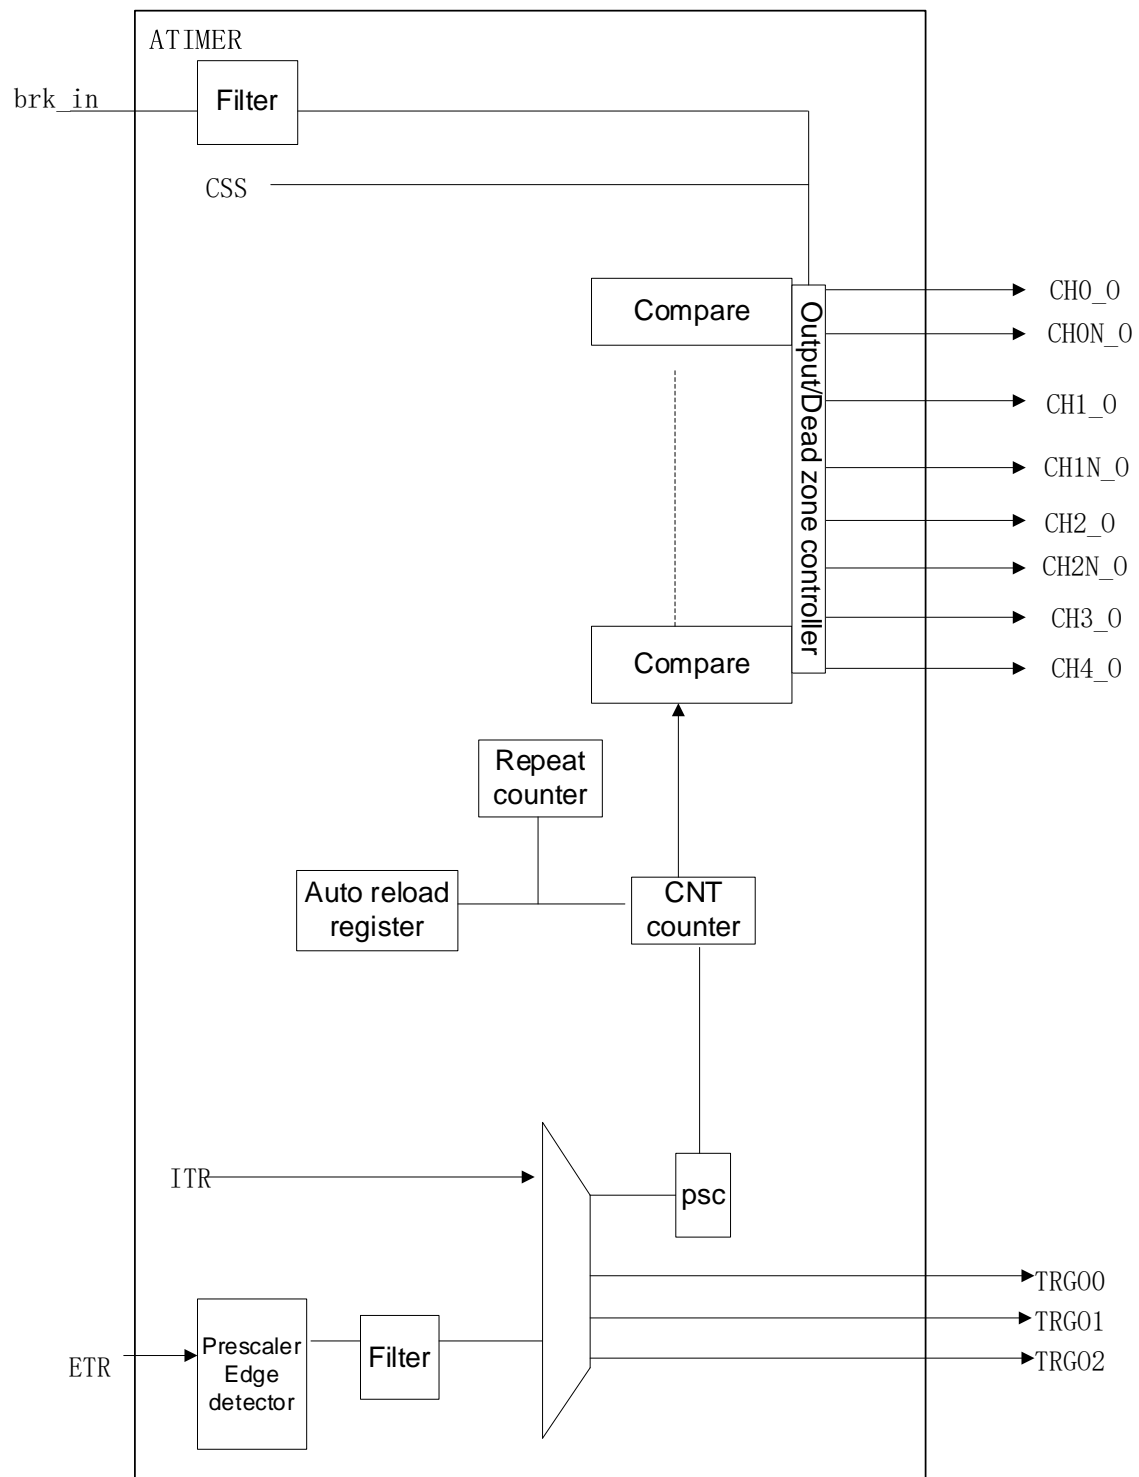 ATIMER
brk_in
Filter
CSS
Compare
Output/Dead zone controller
CH0_O
CH0N_O
CH1_O
CH1N_O
CH2_O
CH2N_O
CH3_O
CH4_O
Compare
Repeat
counter
Auto reload
register
CNT
counter
ITR
psc
TRGO0
TRGO1
TRGO2
ETR
Prescaler
Edge
detector
Filter